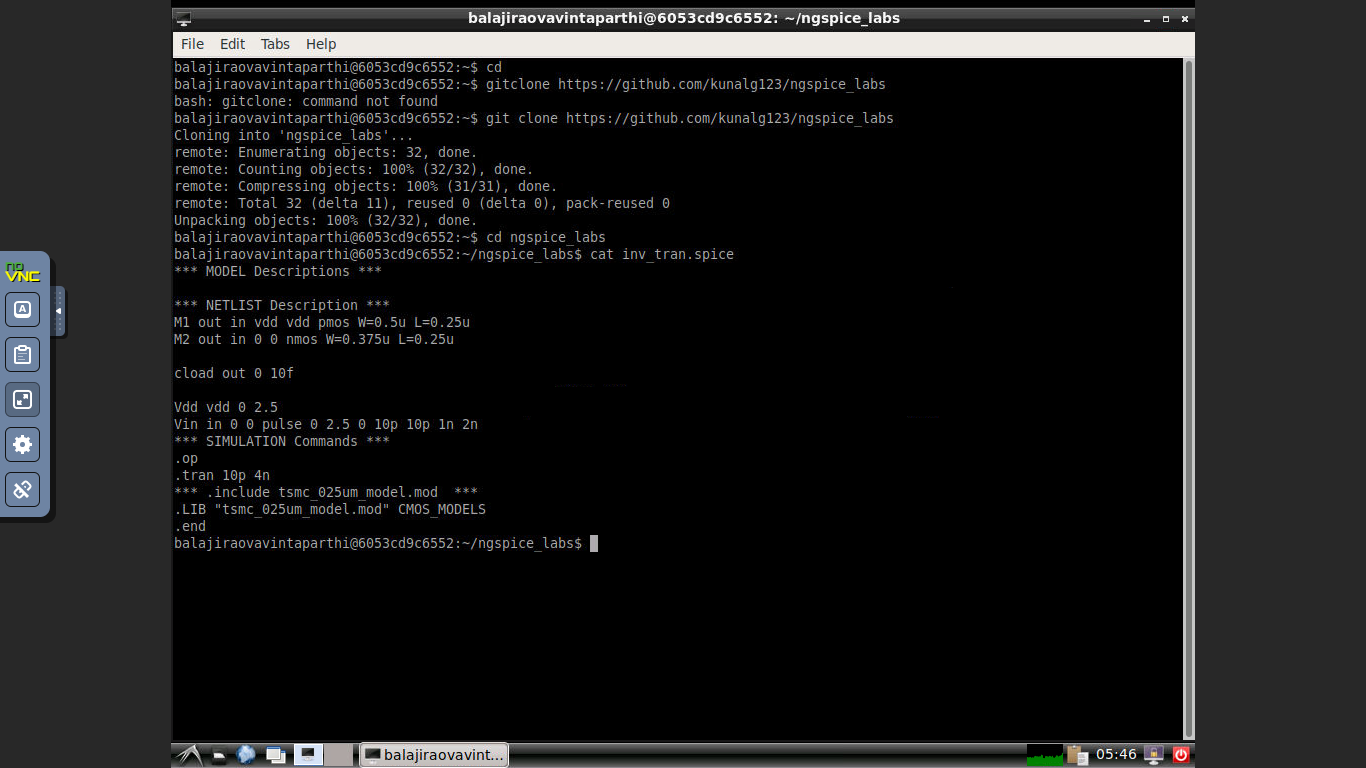 balajiraovavintaparthi@6053cd9c6552: ~/ngspice_labs
File Edit Tabs Help
balajiraovavintaparthi@6053cd9c6552:~$ cd
balajiraovavintaparthi@6053cd9c6552:~$ gitclone https://github.com/kunalg123/ngspice_labs
bash: gitclone: command not found
balajiraovavintaparthi@6053cd9c6552:~$ git clone https://github.com/kunalg123/ngspice_labs
Cloning into 'ngspice_labs'...
remote: Enumerating objects: 32, done.
remote: Counting objects: 100% (32/32), done.
remote: Compressing objects: 100% (31/31), done.
remote: Total 32 (delta 11), reused 0 (delta 0), pack-reused 0
Unpacking objects: 100% (32/32), done.
balajiraovavintaparthi@6053cd9c6552:~$ cd ngspice_labs
balajiraovavintaparthi@6053cd9c6552:~/ngspice_labs$ cat inv_tran.spice
*** MODEL Descriptions ***
*** NETLIST Description ***
M1 out in vdd vdd pmos W=0.5u L=0.25u
M2 out in 0 0 nmos W=0.375u L=0.25u
cload out 0 10f
Vdd vdd 0 2.5
Vin in 0 0 pulse 0 2.5 0 10p 10p 1n 2n
*** SIMULATION Commands ***
.op
.tran 10p 4n
*** .include tsmc_025um_model.mod  ***
.LIB "tsmc_025um_model.mod" CMOS_MODELS
.end
balajiraovavintaparthi@6053cd9c6552:~/ngspice_labs$
no
VNC
A
balajiraovavint...
05:46